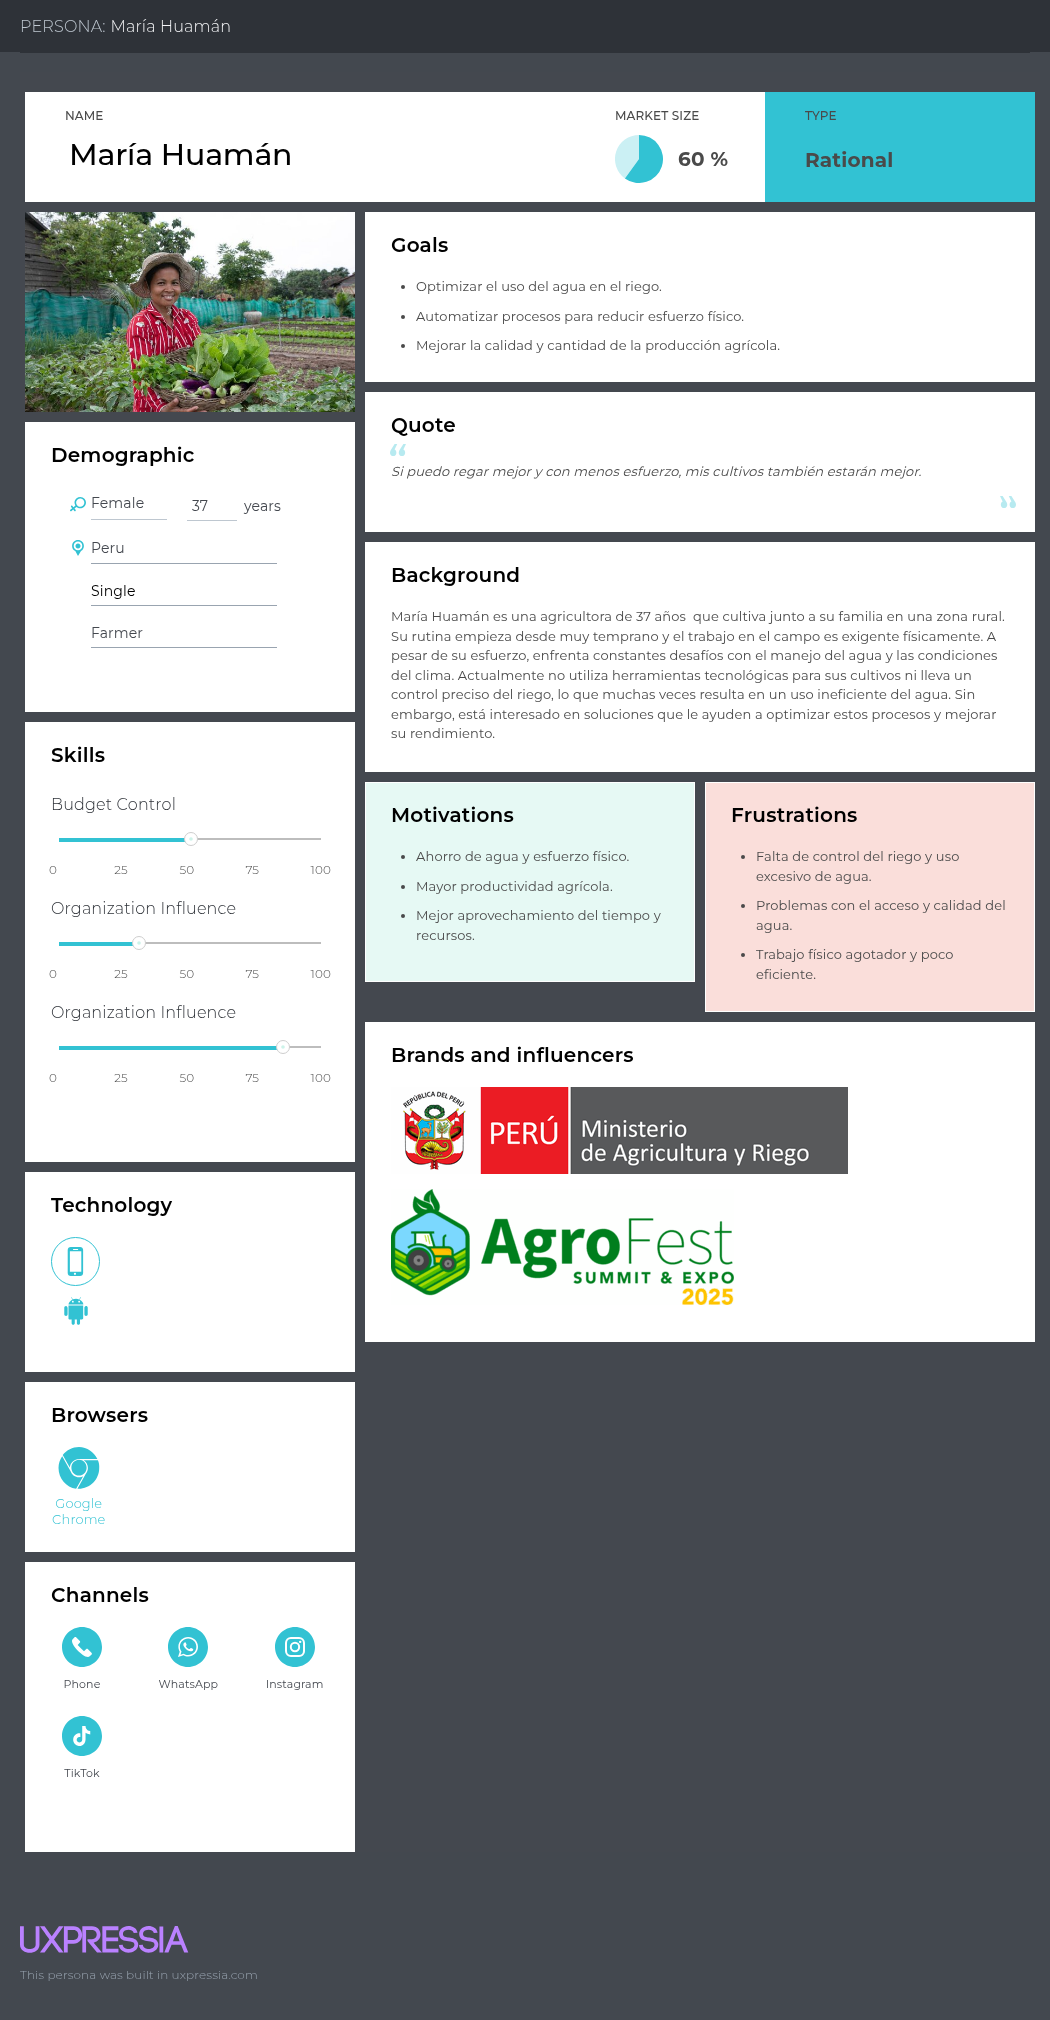 PERSONA: María Huamán
NAME
María Huamán
MARKET SIZE
60 %
TYPE
Rational
Demographic
Female
37 years
Peru
Single
Farmer
Skills
Budget Control
0 25 50 75 100
Organization Influence
0 25 50 75 100
Organization Influence
0 25 50 75 100
Technology
Browsers
Google
Chrome
Channels
Phone
WhatsApp
Instagram
TikTok
Goals
• Optimizar el uso del agua en el riego.
• Automatizar procesos para reducir esfuerzo físico.
• Mejorar la calidad y cantidad de la producción agrícola.
Quote
“
Si puedo regar mejor y con menos esfuerzo, mis cultivos también estarán mejor.
”
Background
María Huamán es una agricultora de 37 años  que cultiva junto a su familia en una zona rural.
Su rutina empieza desde muy temprano y el trabajo en el campo es exigente físicamente. A
pesar de su esfuerzo, enfrenta constantes desafíos con el manejo del agua y las condiciones
del clima. Actualmente no utiliza herramientas tecnológicas para sus cultivos ni lleva un
control preciso del riego, lo que muchas veces resulta en un uso ineficiente del agua. Sin
embargo, está interesado en soluciones que le ayuden a optimizar estos procesos y mejorar
su rendimiento.
Motivations
• Ahorro de agua y esfuerzo físico.
• Mayor productividad agrícola.
• Mejor aprovechamiento del tiempo y
recursos.
Frustrations
• Falta de control del riego y uso
excesivo de agua.
• Problemas con el acceso y calidad del
agua.
• Trabajo físico agotador y poco
eficiente.
Brands and influencers
REPÚBLICA DEL PERÚ
PERÚ
Ministerio
de Agricultura y Riego
AgroFest
SUMMIT & EXPO
2025
UXPRESSIA
This persona was built in uxpressia.com